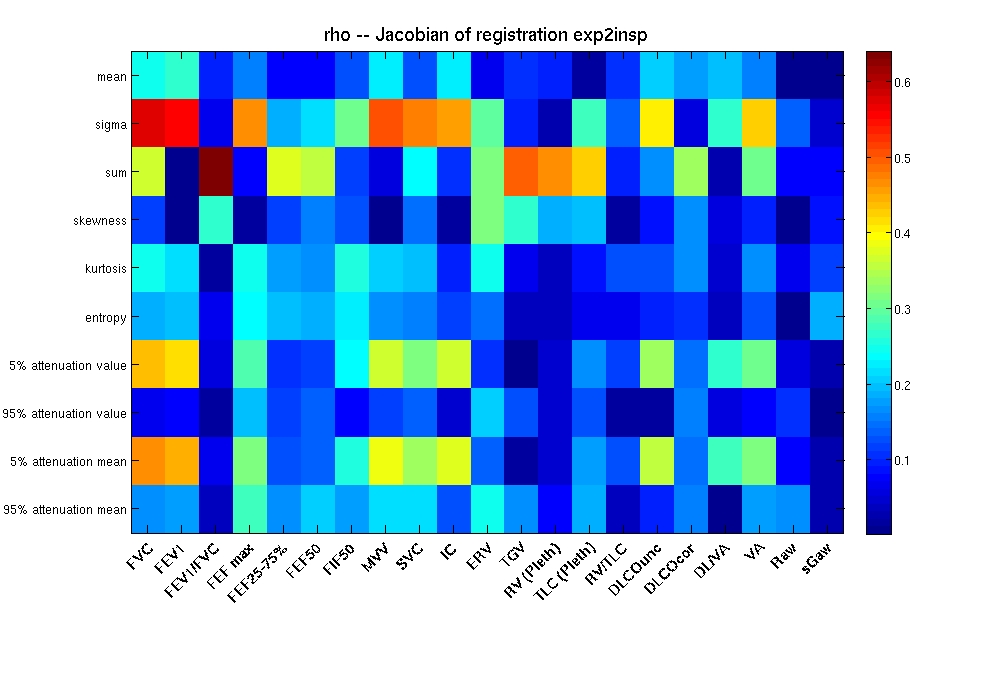 rho -- Jacobian of registration exp2insp
mean
sigma
sum
skewness
kurtosis
entropy
5% attenuation value
95% attenuation value
5% attenuation mean
95% attenuation mean
FVC
FEV1
FEV1/FVC
FEF max
FEF25-75%
FEF50
FIF50
MVV
SVC
IC
ERV
TGV
RV (Pleth)
TLC (Pleth)
RV/TLC
DLCOunc
DLCOcor
DL/VA
VA
Raw
sGaw
0.6
0.5
0.4
0.3
0.2
0.1